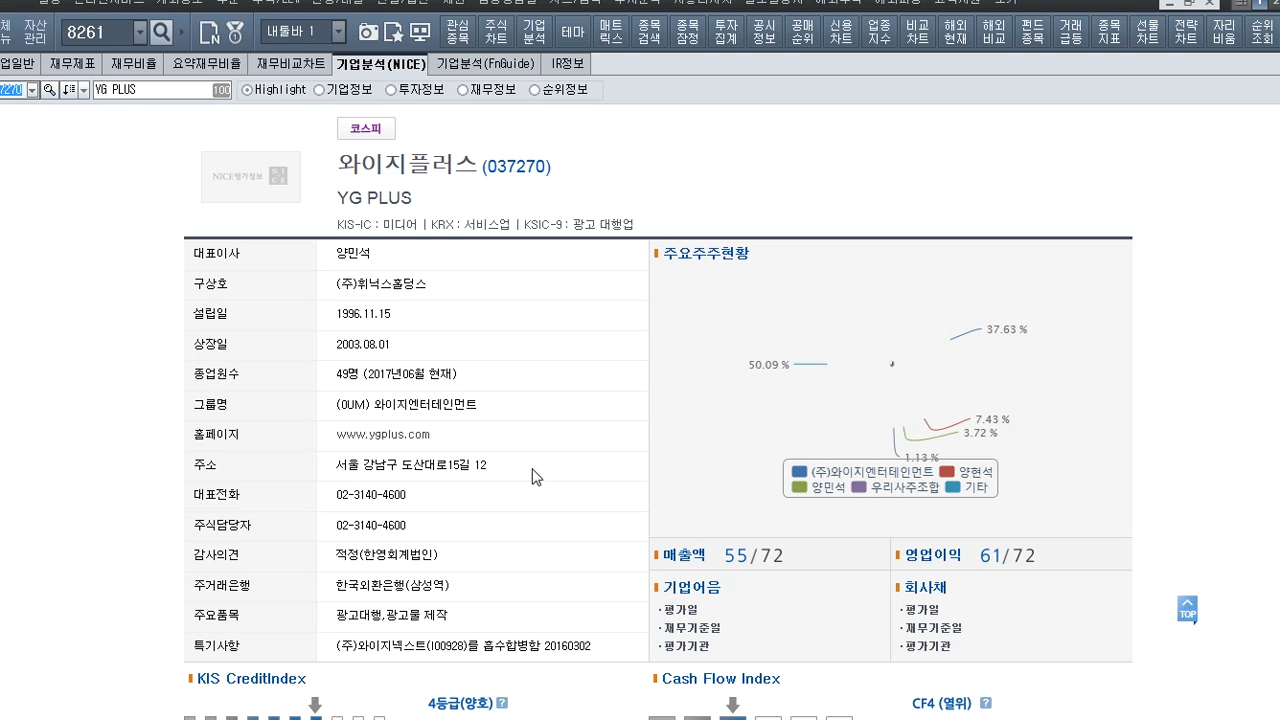 자산
관리
8261
내툴바 1
관심
종목
주식
차트
기업
분석
테마
매트
릭스
종목
검색
종목
잠정
투자
집계
공시
정보
공매
순위
신용
차트
업종
지수
비교
차트
해외
현재
해외
비교
펀드
종목
거래
급등
종목
지표
선물
차트
전략
차트
자리
비움
순위
조회
업일반 재무제표 재무비율 요약재무비율 재무비교차트 기업분석(NICE) 기업분석(FnGuide) IR정보
7270 YG PLUS 100 Highlight 기업정보 투자정보 재무정보 순위정보
코스피
NICE평가정보 NICE
와이지플러스 (037270)
YG PLUS
KIS-IC : 미디어 | KRX : 서비스업 | KSIC-9 : 광고 대행업
대표이사 양민석
구상호 (주)휘닉스홀딩스
설립일 1996.11.15
상장일 2003.08.01
종업원수 49명 (2017년06월 현재)
그룹명 (0UM) 와이지엔터테인먼트
홈페이지 www.ygplus.com
주소 서울 강남구 도산대로15길 12
대표전화 02-3140-4600
주식담당자 02-3140-4600
감사의견 적정(한영회계법인)
주거래은행 한국외환은행(삼성역)
주요품목 광고대행,광고물 제작
특기사항 (주)와이지넥스트(I00928)를 흡수합병함 20160302
주요주주현황
37.63 %
50.09 %
7.43 %
3.72 %
1.13 %
(주)와이지엔터테인먼트 양현석
양민석 우리사주조합 기타
매출액 55/72 영업이익 61/72
기업어음 회사채
·평가일 ·평가일
·재무기준일 ·재무기준일
·평가기관 ·평가기관
TOP
KIS CreditIndex Cash Flow Index
4등급(양호) ? CF4 (열위) ?